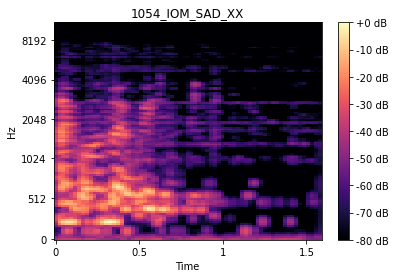 1054_IOM_SAD_XX
+0 dB
8192
-10 dB
4096
-20 dB
-30 dB
2048
Hz
-40 dB
1024
-50 dB
512
-60 dB
-70 dB
0
-80 dB
0
0.5
1
1.5
Time